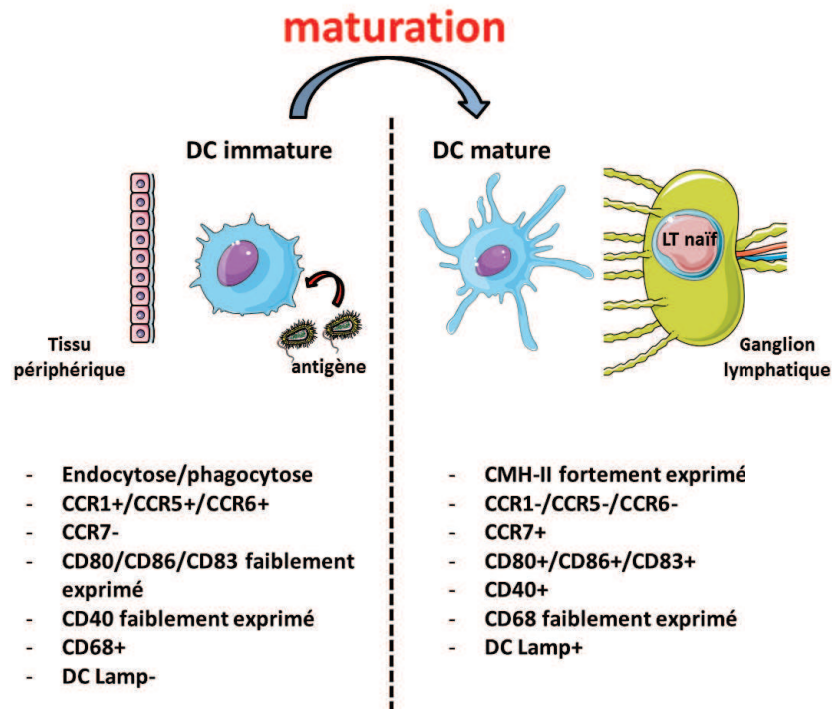 maturation
DC immature
DC mature
LT naïf
Tissu
périphérique
antigène
Ganglion
lymphatique
- Endocytose/phagocytose
- CCR1+/CCR5+/CCR6+
- CCR7-
- CD80/CD86/CD83 faiblement
exprimé
- CD40 faiblement exprimé
- CD68+
- DC Lamp-
- CMH-II fortement exprimé
- CCR1-/CCR5-/CCR6-
- CCR7+
- CD80+/CD86+/CD83+
- CD40+
- CD68 faiblement exprimé
- DC Lamp+